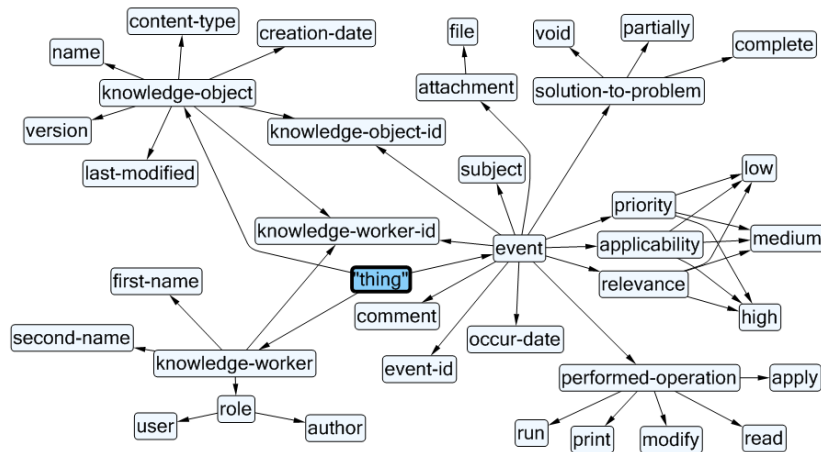 content-type
creation-date
name
knowledge-object
version
last-modified
knowledge-object-id
file
attachment
void
partially
complete
solution-to-problem
subject
low
priority
knowledge-worker-id
event
applicability
medium
relevance
"thing"
first-name
comment
high
second-name
occur-date
knowledge-worker
event-id
performed-operation
apply
role
user
author
run
print
modify
read